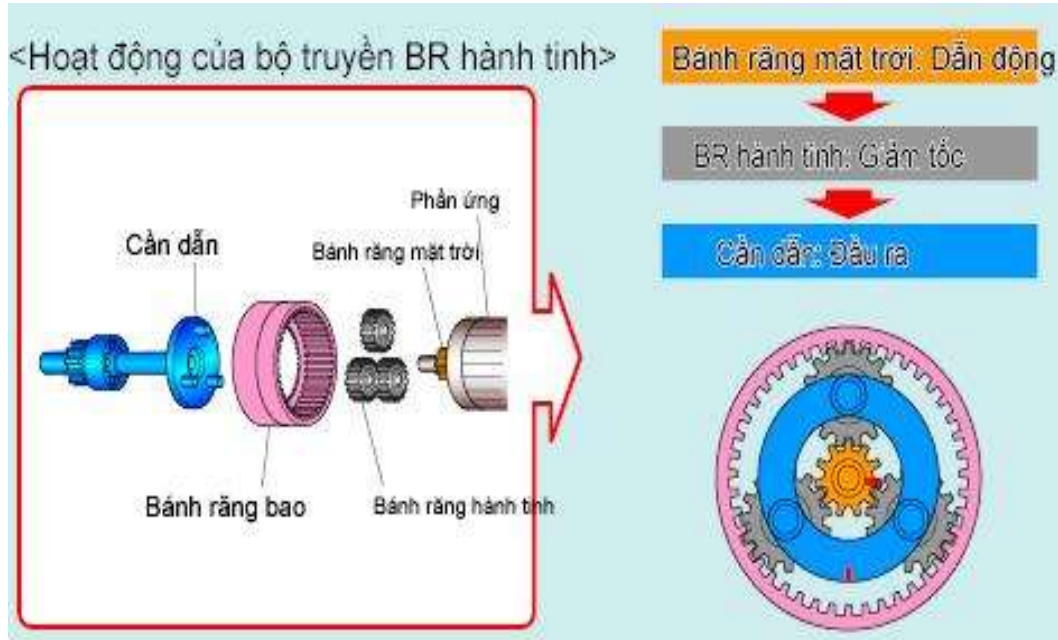 <Hoạt động của bộ truyền BR hành tinh>
Bánh răng mặt trời: Dẫn động
BR hành tinh: Giảm tốc
Cần dẫn: Đầu ra
Phần ứng
Cần dẫn
Bánh răng mặt trời
Bánh răng bao
Bánh răng hành tinh